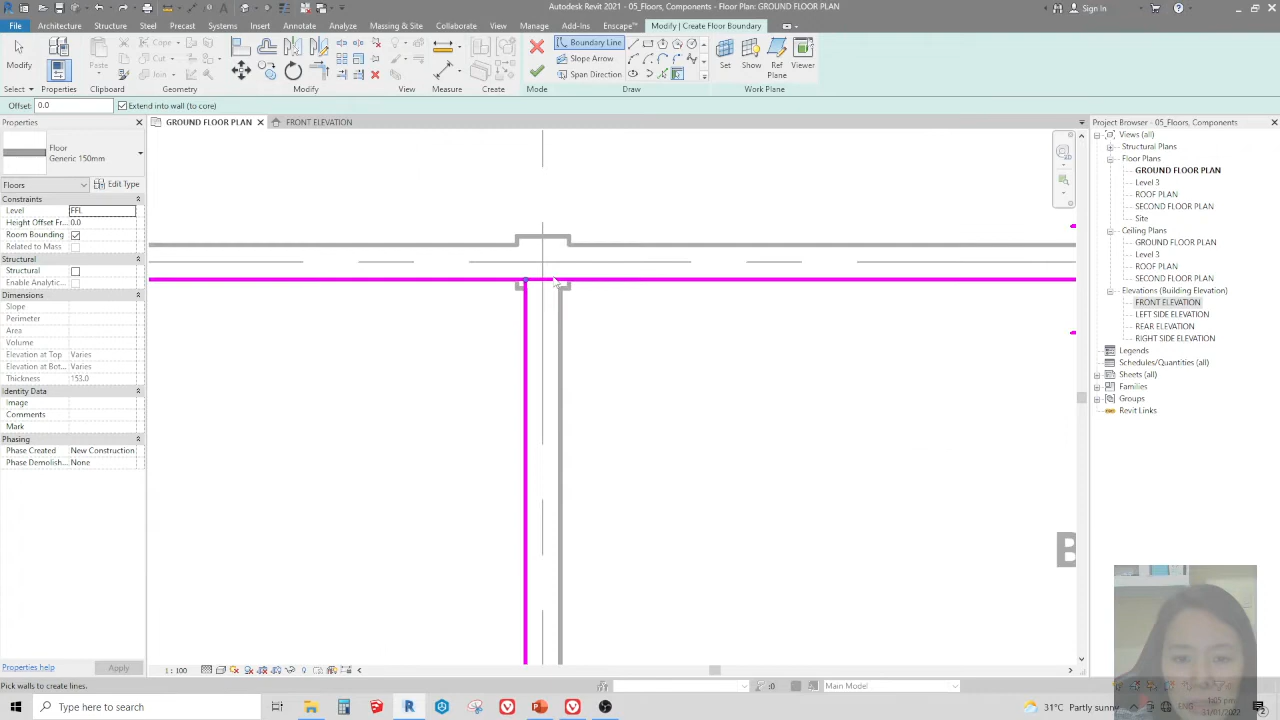 Autodesk Revit 2021 - 05_Floors, Components - Floor Plan: GROUND FLOOR PLAN
Sign In
File Architecture Structure Steel Precast Systems Insert Annotate Analyze Massing & Site Collaborate View Manage Add-Ins Enscape™ Modify | Create Floor Boundary
Cope Boundary Line
Cut Slope Arrow
Modify Paste Join Span Direction Set Show Ref Plane Viewer
Select Properties Clipboard Geometry Modify View Measure Create Mode Draw Work Plane
Offset: 0.0 Extend into wall (to core)
Properties
Floor
Generic 150mm
Floors Edit Type
Constraints
Level FFL
Height Offset Fr... 0.0
Room Bounding
Related to Mass
Structural
Structural
Enable Analytic...
Dimensions
Slope
Perimeter
Area
Volume
Elevation at Top Varies
Elevation at Bot... Varies
Thickness 153.0
Identity Data
Image
Comments
Mark
Phasing
Phase Created New Construction
Phase Demolish... None
Properties help Apply
GROUND FLOOR PLAN FRONT ELEVATION
B
1 : 100
Project Browser - 05_Floors, Components
Views (all)
Structural Plans
Floor Plans
GROUND FLOOR PLAN
Level 3
ROOF PLAN
SECOND FLOOR PLAN
Site
Ceiling Plans
GROUND FLOOR PLAN
Level 3
ROOF PLAN
SECOND FLOOR PLAN
Elevations (Building Elevation)
FRONT ELEVATION
LEFT SIDE ELEVATION
REAR ELEVATION
RIGHT SIDE ELEVATION
Legends
Schedules/Quantities (all)
Sheets (all)
Families
Groups
Revit Links
Pick walls to create lines. :0 Main Model
Type here to search 31°C Partly sunny ENG 1:05 pm